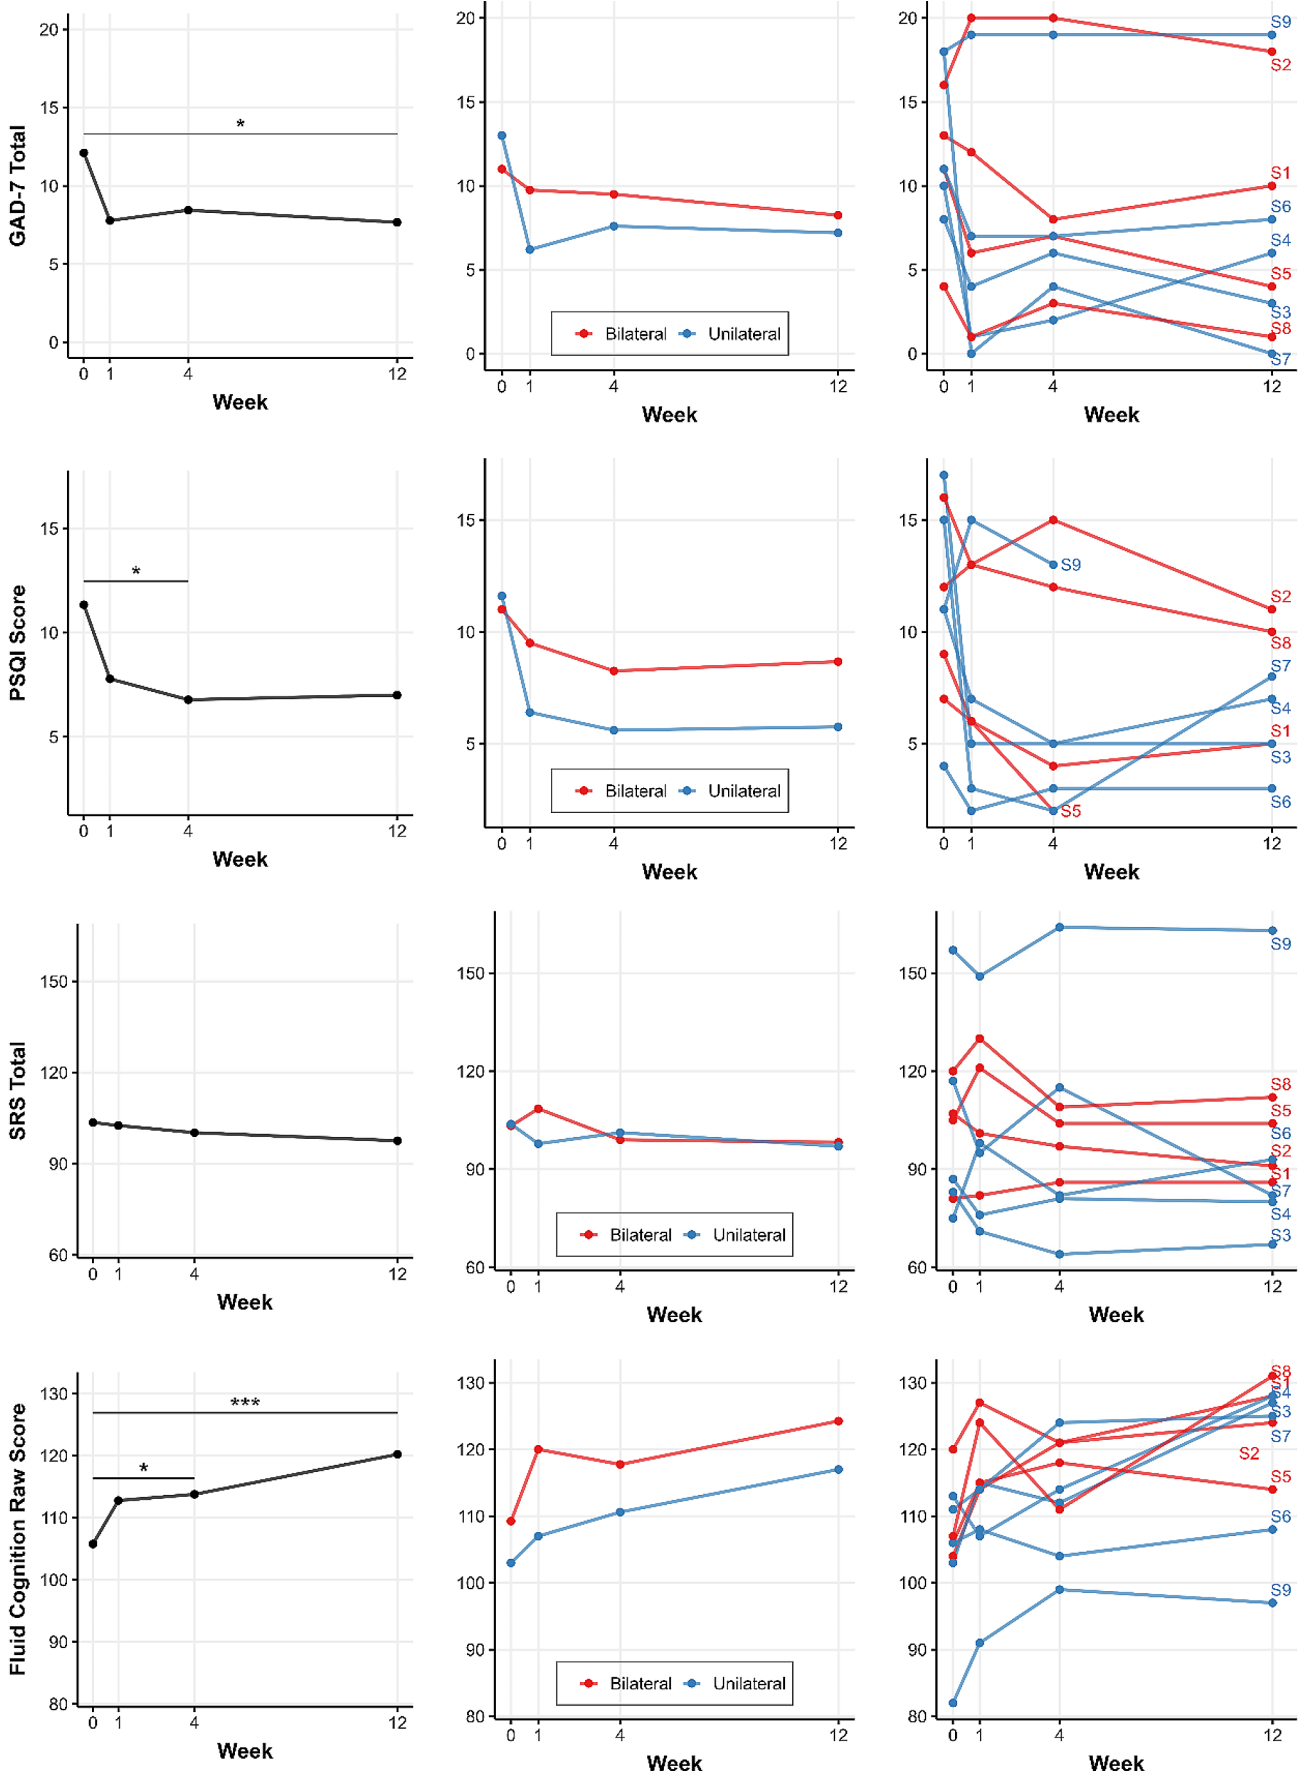 GAD-7 Total
20
15
10
5
0
*
0 1 4 12
Week
20
15
10
5
0
Bilateral Unilateral
0 1 4 12
Week
20
15
10
5
0
S9
S2
S1
S6
S4
S5
S3
S8
S7
0 1 4 12
Week
PSQI Score
15
10
5
*
0 1 4 12
Week
15
10
5
Bilateral Unilateral
0 1 4 12
Week
15
10
5
S9
S2
S8
S7
S4
S1
S3
S6
S5
0 1 4 12
Week
SRS Total
150
120
90
60
0 1 4 12
Week
150
120
90
60
Bilateral Unilateral
0 1 4 12
Week
150
120
90
60
S9
S8
S5
S6
S2
S1
S7
S4
S3
0 1 4 12
Week
Fluid Cognition Raw Score
130
120
110
100
90
80
***
*
0 1 4 12
Week
130
120
110
100
90
80
Bilateral Unilateral
0 1 4 12
Week
130
120
110
100
90
80
S8
S1
S4
S3
S7
S2
S5
S6
S9
0 1 4 12
Week